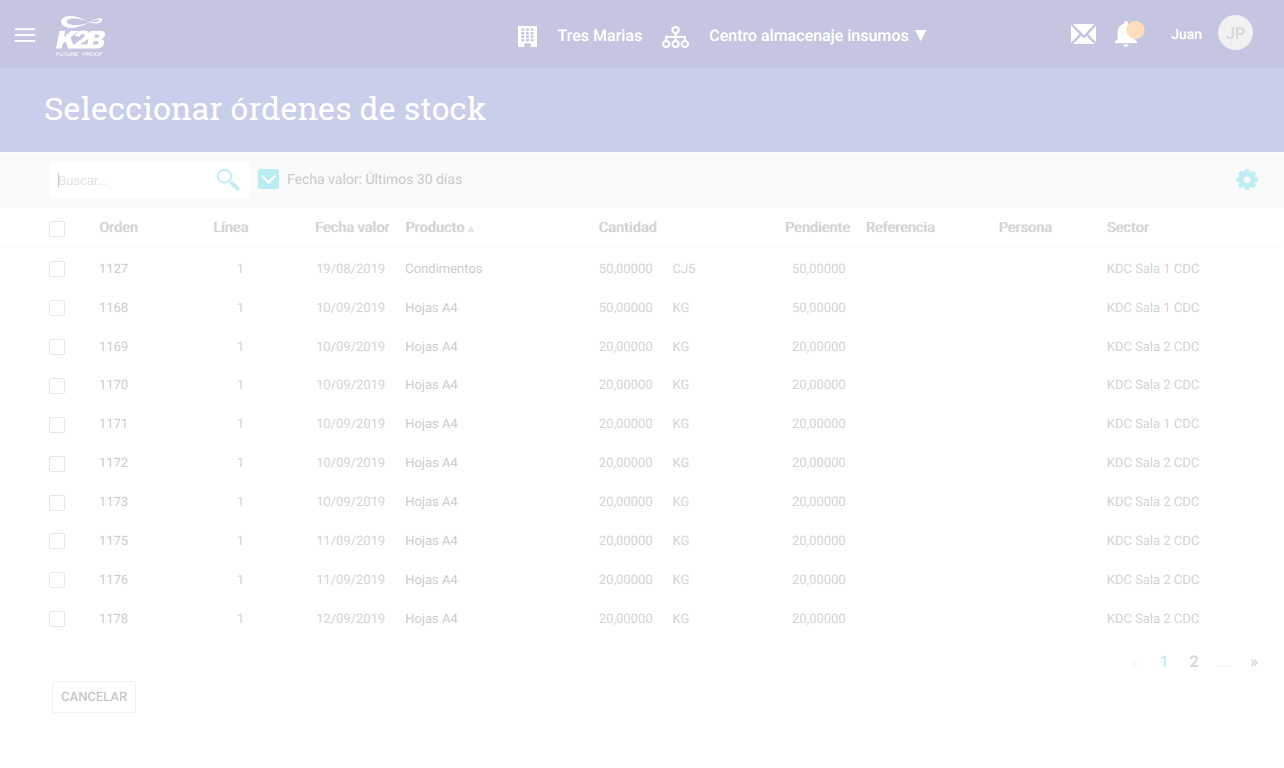 K2B
FUTURE PROOF
Tres Marias Centro almacenaje insumos ▼ Juan JP
Seleccionar órdenes de stock
Buscar... Fecha valor: Últimos 30 días
Orden Línea Fecha valor Producto ▲ Cantidad Pendiente Referencia Persona Sector
1127 1 19/08/2019 Condimentos 50,00000 CJ5 50,00000 KDC Sala 1 CDC
1168 1 10/09/2019 Hojas A4 50,00000 KG 50,00000 KDC Sala 1 CDC
1169 1 10/09/2019 Hojas A4 20,00000 KG 20,00000 KDC Sala 2 CDC
1170 1 10/09/2019 Hojas A4 20,00000 KG 20,00000 KDC Sala 2 CDC
1171 1 10/09/2019 Hojas A4 20,00000 KG 20,00000 KDC Sala 1 CDC
1172 1 10/09/2019 Hojas A4 20,00000 KG 20,00000 KDC Sala 2 CDC
1173 1 10/09/2019 Hojas A4 20,00000 KG 20,00000 KDC Sala 2 CDC
1175 1 11/09/2019 Hojas A4 20,00000 KG 20,00000 KDC Sala 2 CDC
1176 1 11/09/2019 Hojas A4 20,00000 KG 20,00000 KDC Sala 2 CDC
1178 1 12/09/2019 Hojas A4 20,00000 KG 20,00000 KDC Sala 2 CDC
« 1 2 ... »
CANCELAR